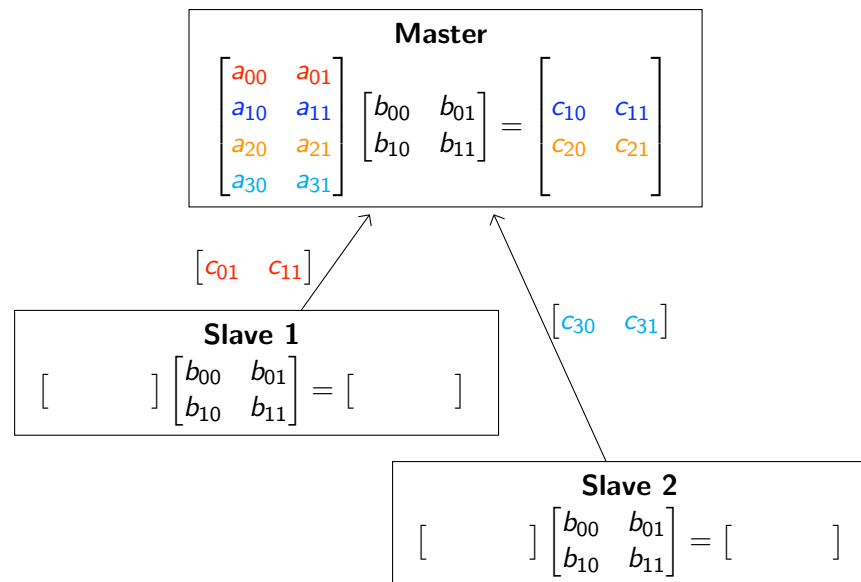 Master
a00 a01
a10 a11 b00 b01 = c10 c11
a20 a21 b10 b11 c20 c21
a30 a31
[c01 c11]
[c30 c31]
Slave 1
[ ] b00 b01 = [ ]
b10 b11
Slave 2
[ ] b00 b01 = [ ]
b10 b11